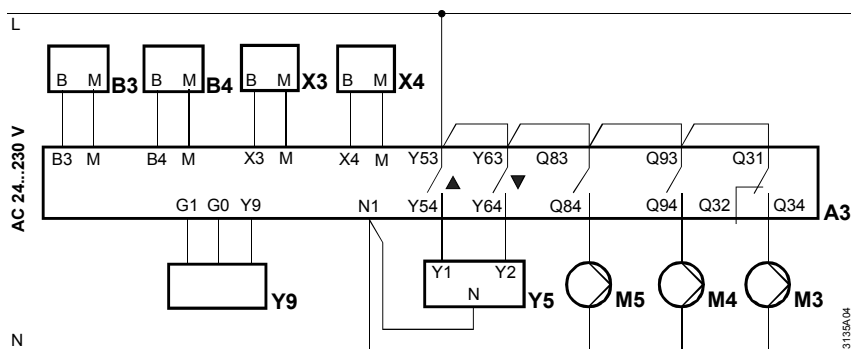 L
B M B3 B M B4 B M X3 B M X4
AC 24...230 V
B3 M B4 M X3 M X4 M Y53 Y63 Q83 Q93 Q31
G1 G0 Y9 N1 Y54 Y64 Q84 Q94 Q32 Q34 A3
Y1 Y2
N
Y9 Y5 M5 M4 M3
N
3135A04